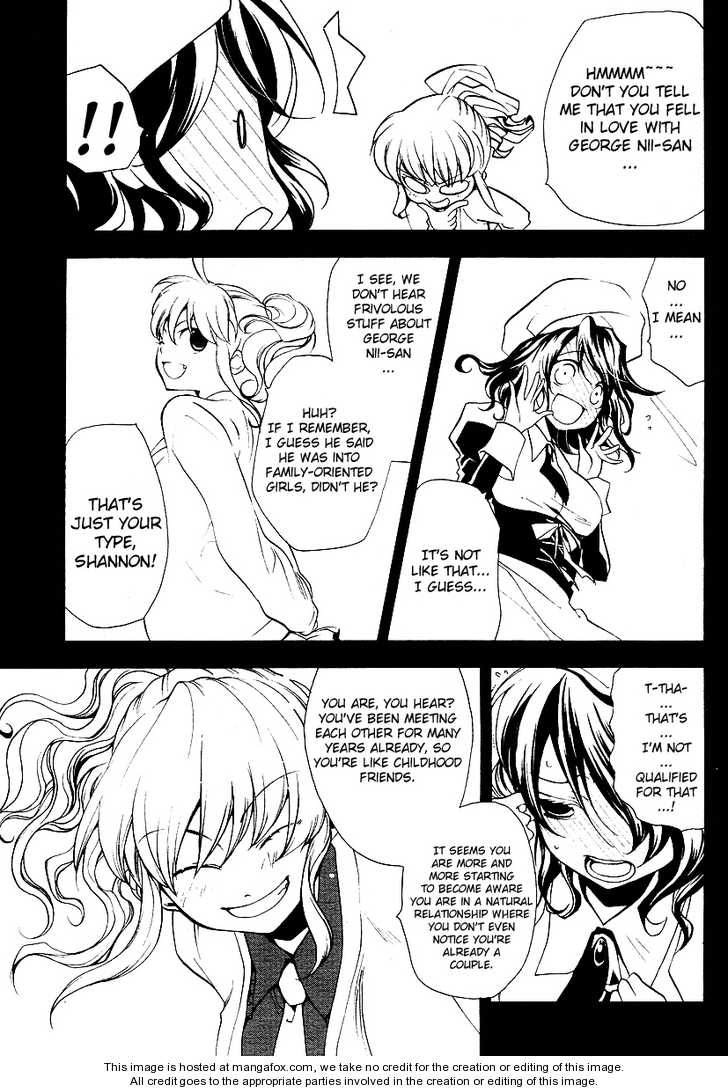 HMMMM~~~
DON'T YOU TELL
ME THAT YOU FELL
IN LOVE WITH
GEORGE NII-SAN
...
!!
NO
...
I MEAN
...
IT'S NOT
LIKE THAT...
I GUESS...
I SEE, WE
DON'T HEAR
FRIVOLOUS
STUFF ABOUT
GEORGE
NII-SAN
...
HUH?
IF I REMEMBER,
I GUESS HE SAID
HE WAS INTO
FAMILY-ORIENTED
GIRLS, DIDN'T HE?
THAT'S
JUST YOUR
TYPE,
SHANNON!
T-THA-
...
THAT'S
...
I'M NOT
...
QUALIFIED
FOR THAT
...!
YOU ARE, YOU HEAR?
YOU'VE BEEN MEETING
EACH OTHER FOR MANY
YEARS ALREADY, SO
YOU'RE LIKE CHILDHOOD
FRIENDS.
IT SEEMS YOU
ARE MORE AND
MORE STARTING
TO BECOME AWARE
YOU ARE IN A NATURAL
RELATIONSHIP WHERE
YOU DON'T EVEN
NOTICE YOU'RE
ALREADY A
COUPLE.
This image is hosted at mangafox.com, we take no credit for the creation or editing of this image.
All credit goes to the appropriate parties involved in the creation and editing of this image.